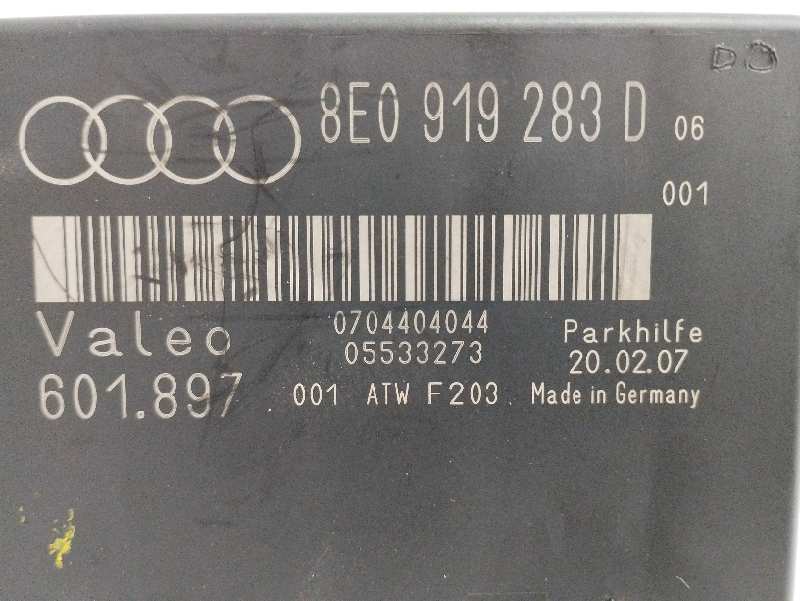 8E0 919 283 D 06
001
Valeo 0704404044 Parkhilfe
05533273 20.02.07
601.897 001 ATW F203 Made in Germany